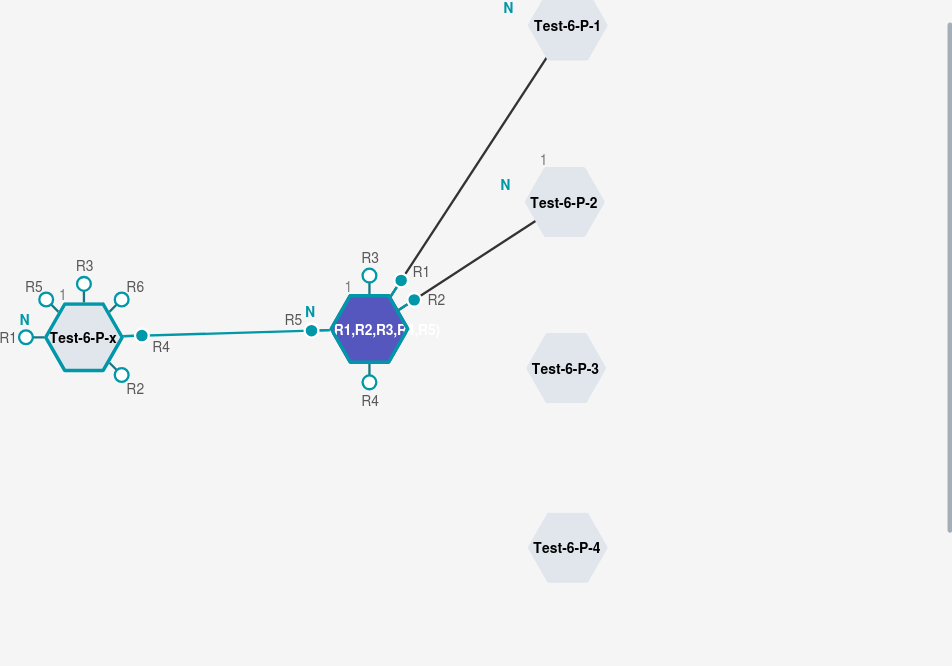 N
Test-6-P-1
1
N
Test-6-P-2
R3
R1
1
R2
N
R5
R1,R2,R3,R
R5)
R4
R3
R5
1
R6
N
R1
Test-6-P-x
R4
R2
Test-6-P-3
Test-6-P-4